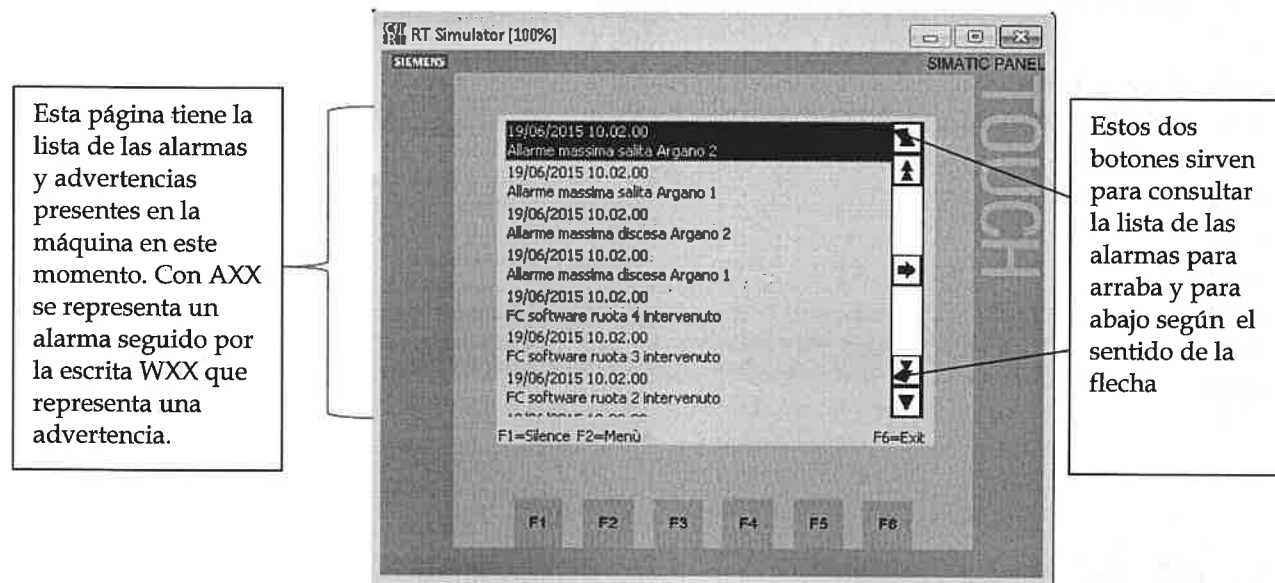 RT Simulator [100%]
SIEMENS
SIMATIC PANEL
TOUCH
Esta página tiene la
lista de las alarmas
y advertencias
presentes en la
máquina en este
momento. Con AXX
se representa un
alarma seguido por
la escrita WXX que
representa una
advertencia.
19/06/2015 10.02.00
Allarme massima salita Argano 2
19/06/2015 10.02.00
Allarme massima salita Argano 1
19/06/2015 10.02.00
Allarme massima discesa Argano 2
19/06/2015 10.02.00
Allarme massima discesa Argano 1
19/06/2015 10.02.00
FC software ruota 4 intervenuto
19/06/2015 10.02.00
FC software ruota 3 intervenuto
19/06/2015 10.02.00
FC software ruota 2 intervenuto
F1=Silence F2=Menù F6=Exit
F1 F2 F3 F4 F5 F6
Estos dos
botones sirven
para consultar
la lista de las
alarmas para
arraba y para
abajo según el
sentido de la
flecha